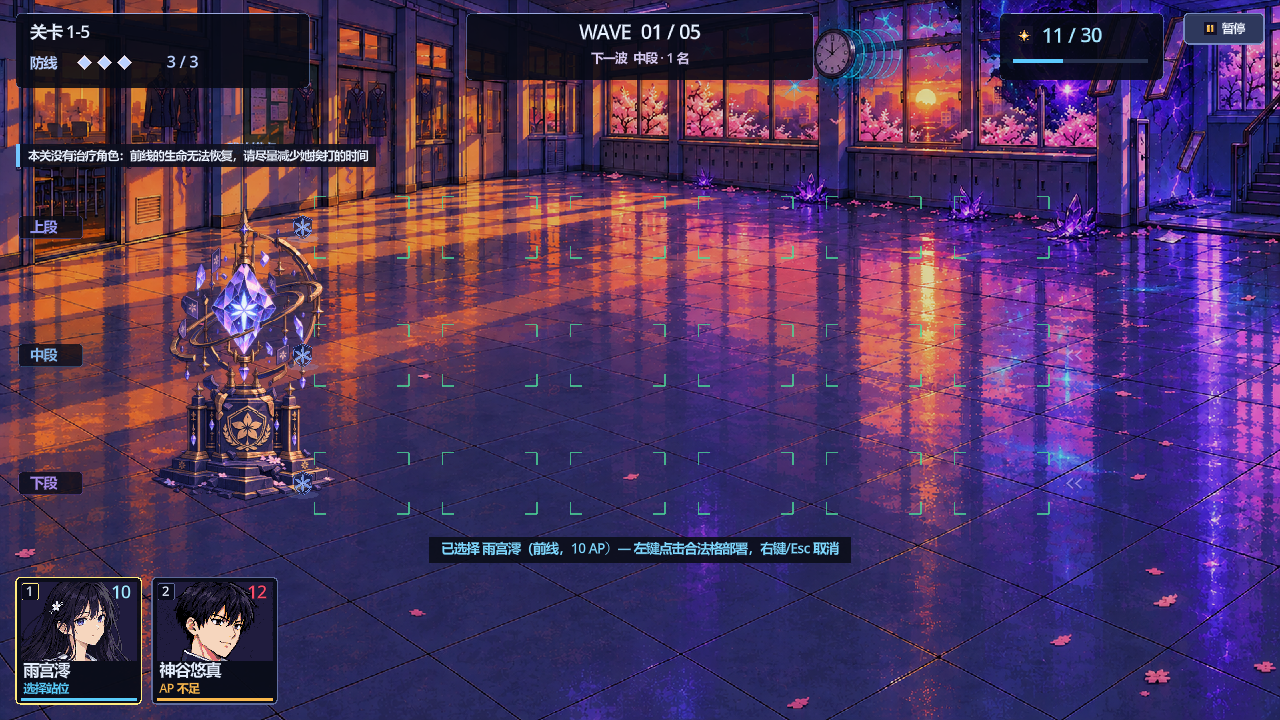 关卡 1-5
防线 3 / 3
WAVE 01 / 05
下一波 中段 · 1 名
11 / 30
暂停
本关没有治疗角色：前线的生命无法恢复，请尽量减少她挨打的时间
上段
中段
下段
已选择 雨宫澪（前线，10 AP）— 左键点击合法格部署，右键/Esc 取消
1 10
雨宫澪
选择站位
2 12
神谷悠真
AP 不足